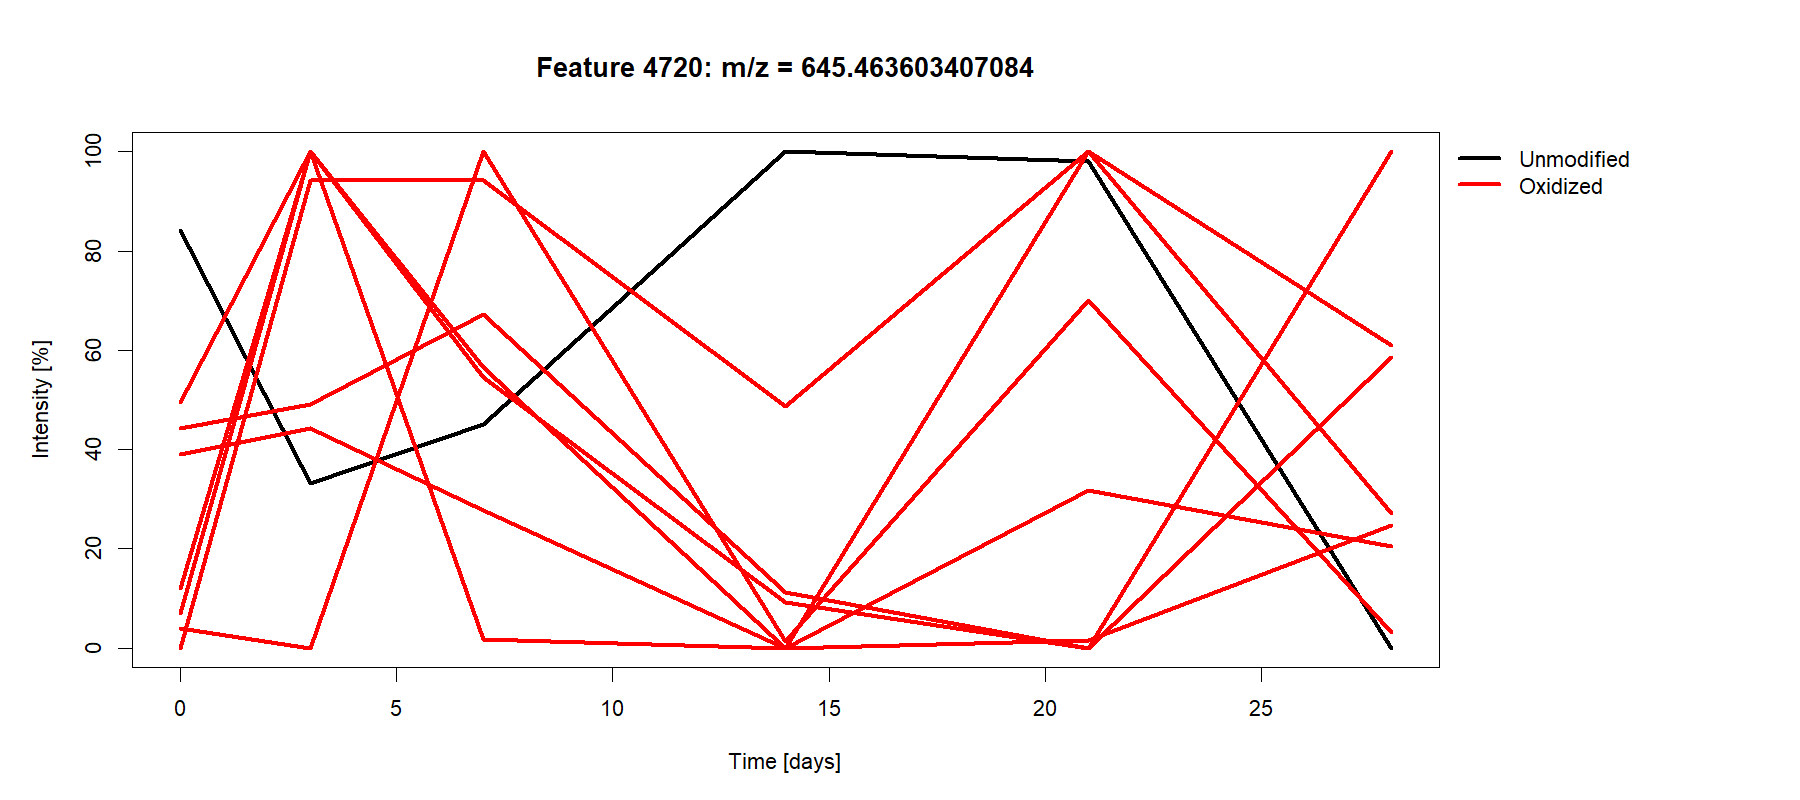 Feature 4720: m/z = 645.463603407084
Unmodified
Oxidized
Intensity [%]
100
80
60
40
20
0
0 5 10 15 20 25
Time [days]